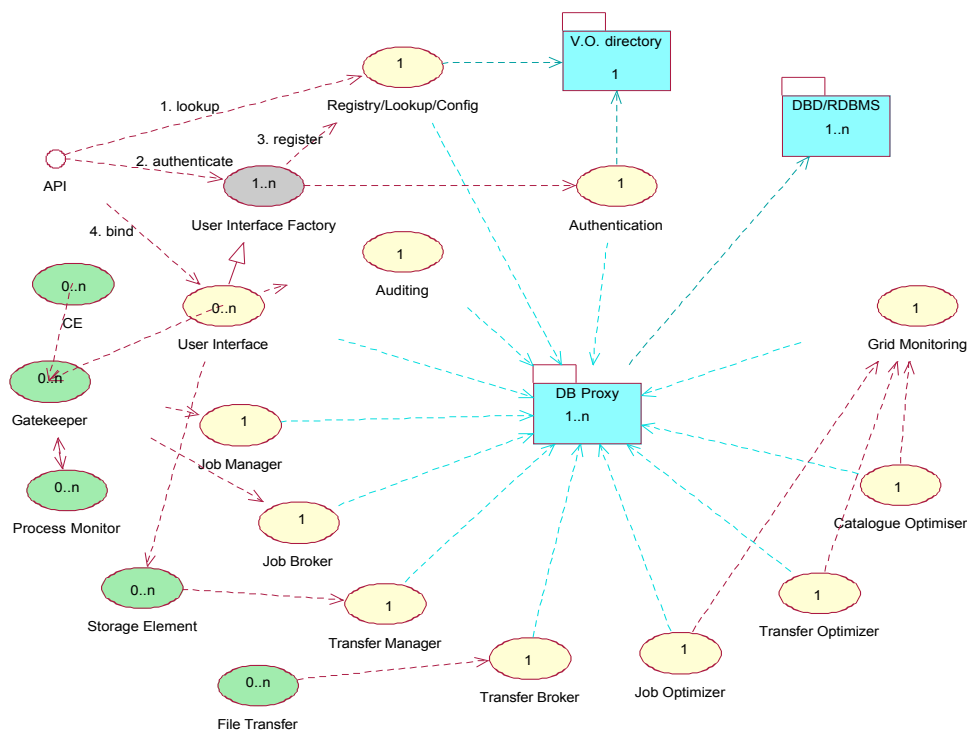 V.O. directory
1
1
Registry/Lookup/Config
DBD/RDBMS
1..n
1. lookup
3. register
2. authenticate
API
1..n
User Interface Factory
1
Authentication
4. bind
1
Auditing
0..n
CE
0..n
User Interface
1
Grid Monitoring
0..n
Gatekeeper
DB Proxy
1..n
1
Job Manager
0..n
Process Monitor
1
Catalogue Optimiser
1
Job Broker
0..n
Storage Element
1
Transfer Manager
1
Transfer Optimizer
1
Transfer Broker
1
Job Optimizer
0..n
File Transfer